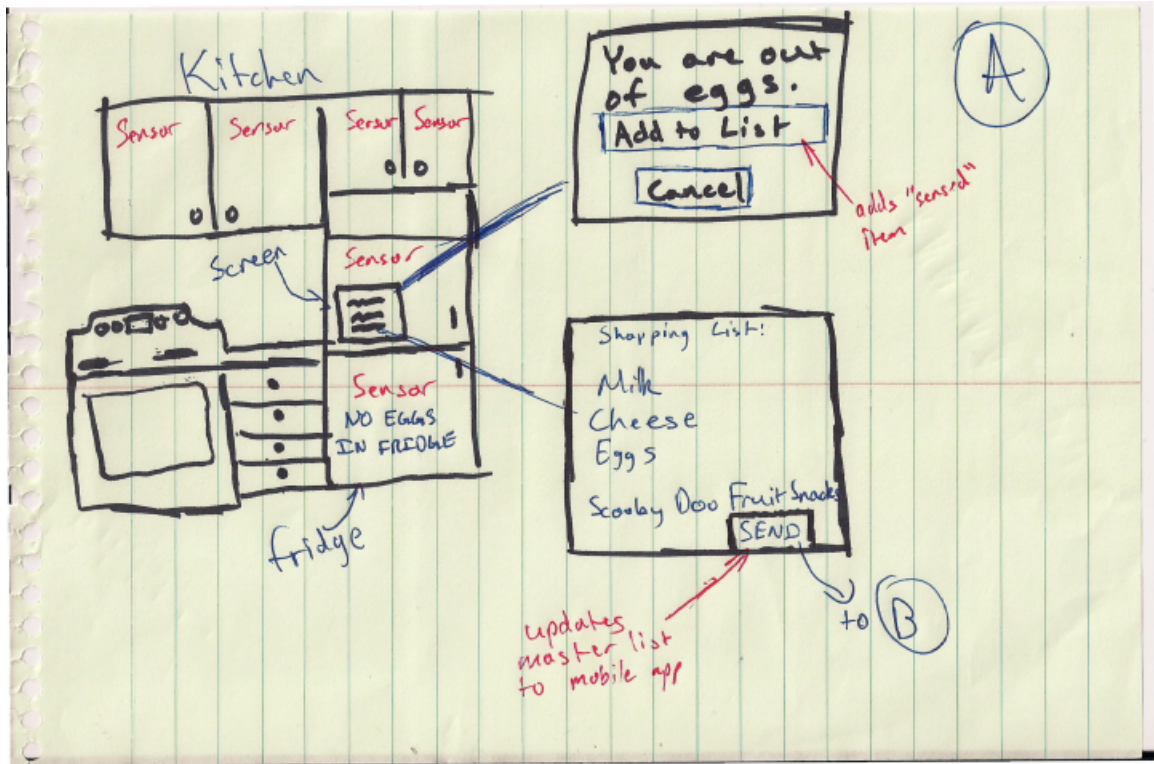 Kitchen
Sensor
Sensor
Sensor
Sensor
Screen
Sensor
Sensor
NO EGGS
IN FRIDGE
fridge
You are out
of eggs.
Add to List
Cancel
adds "sensed"
item
A
Shopping List:
Milk
Cheese
Eggs
Scooby Doo Fruit Snacks
SEND
updates
master list
to mobile app
to B